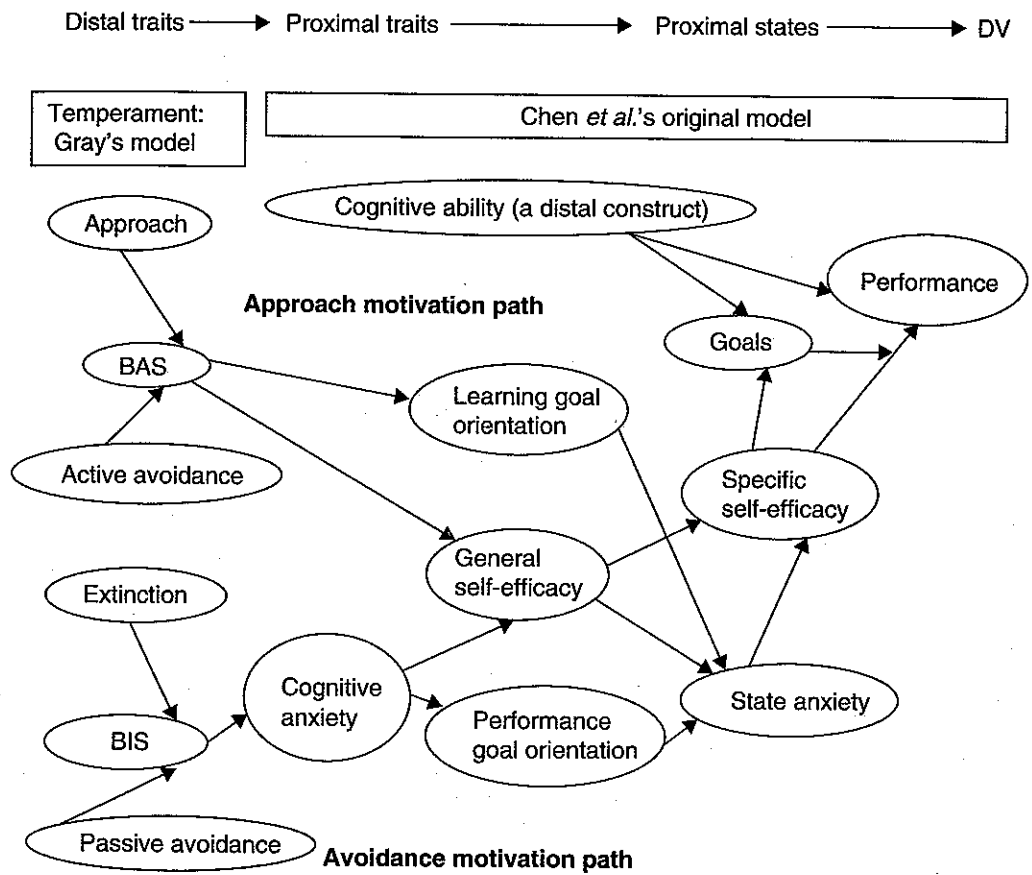 Distal traits Proximal traits Proximal states DV
Temperament:
Gray's model
Chen et al.'s original model
Cognitive ability (a distal construct)
Approach
Performance
Approach motivation path
Goals
BAS
Learning goal
orientation
Active avoidance
Specific
self-efficacy
General
self-efficacy
Extinction
Cognitive
anxiety
State anxiety
Performance
goal orientation
BIS
Passive avoidance
Avoidance motivation path